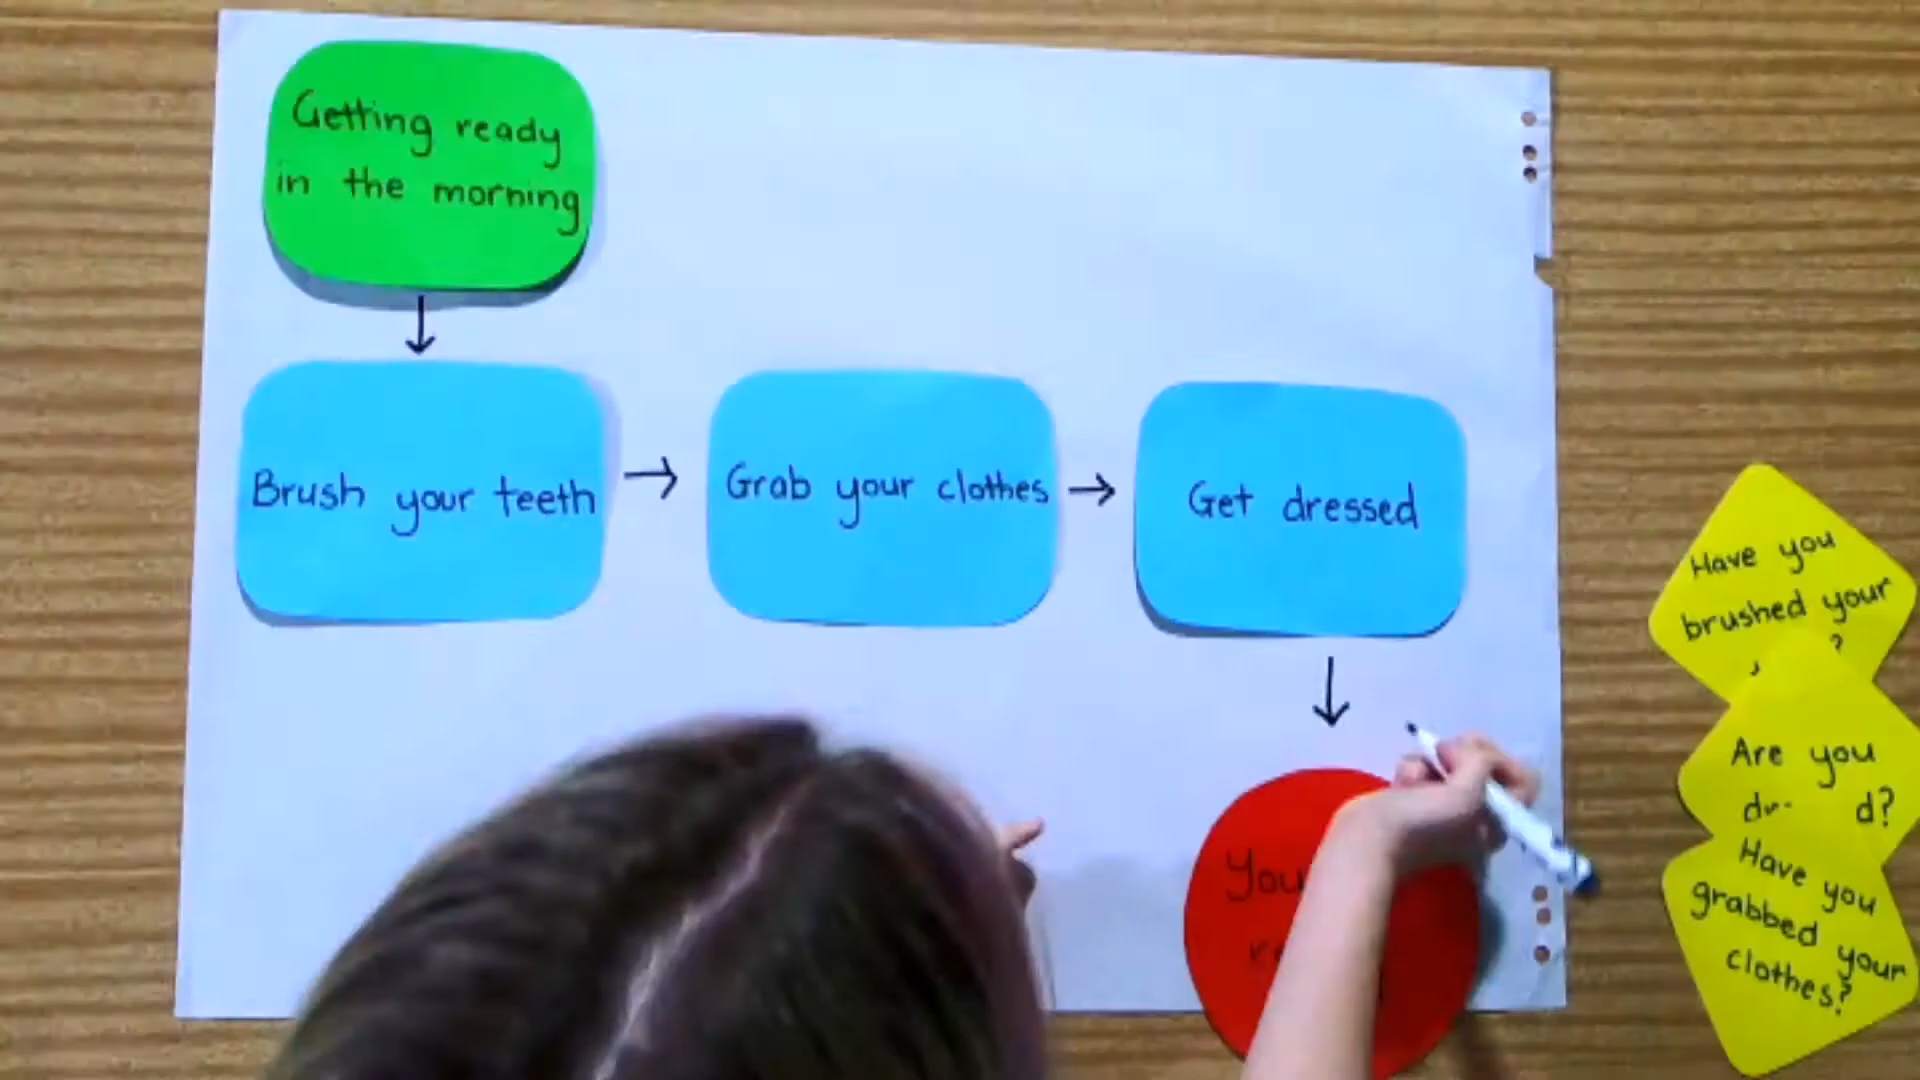 Getting ready
in the morning
Brush your teeth
Grab your clothes
Get dressed
You
Have you
brushed your
?
Are you
d?
Have you
grabbed your
clothes?